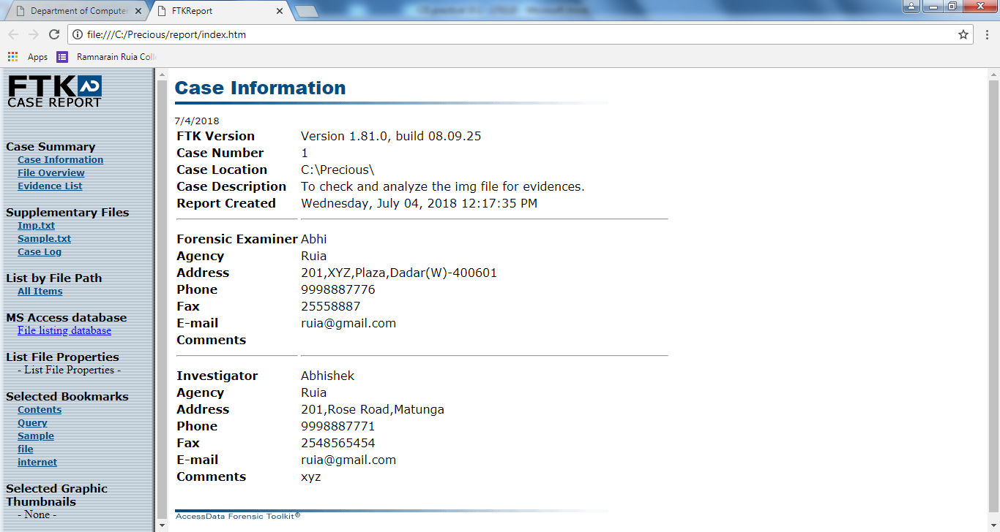 Department of Computer
FTKReport
file:///C:/Precious/report/index.htm
Apps
Ramnarain Ruia Coll
FTK AD
CASE REPORT
Case Summary
Case Information
File Overview
Evidence List
Supplementary Files
Imp.txt
Sample.txt
Case Log
List by File Path
All Items
MS Access database
File listing database
List File Properties
- List File Properties -
Selected Bookmarks
Contents
Query
Sample
file
internet
Selected Graphic
Thumbnails
- None -
Case Information
7/4/2018
FTK Version Version 1.81.0, build 08.09.25
Case Number 1
Case Location C:\Precious\
Case Description To check and analyze the img file for evidences.
Report Created Wednesday, July 04, 2018 12:17:35 PM
Forensic Examiner Abhi
Agency Ruia
Address 201,XYZ,Plaza,Dadar(W)-400601
Phone 9998887776
Fax 25558887
E-mail ruia@gmail.com
Comments
Investigator Abhishek
Agency Ruia
Address 201,Rose Road,Matunga
Phone 9998887771
Fax 2548565454
E-mail ruia@gmail.com
Comments xyz
AccessData Forensic Toolkit®